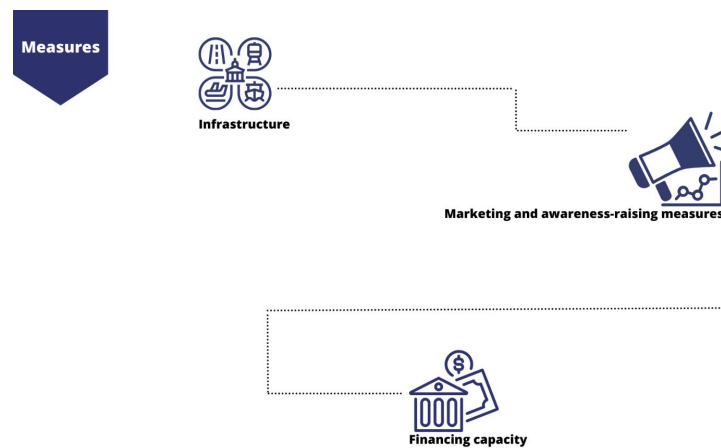 Measures
Infrastructure
Marketing and awareness-raising measures
Financing capacity